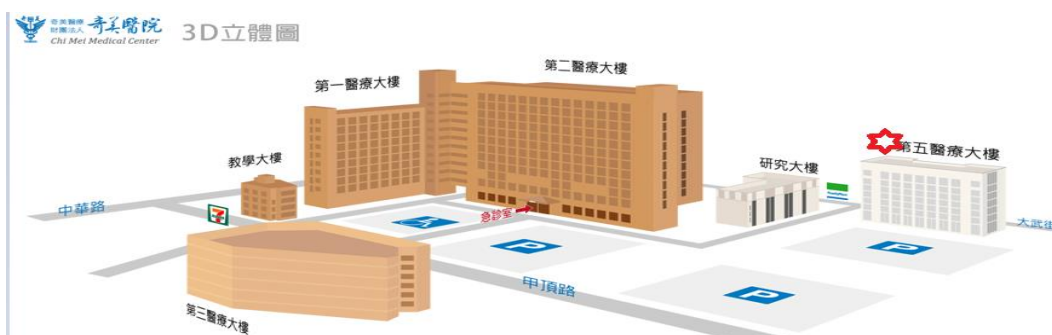 奇美醫療
財團法人
奇美醫院
Chi Mei Medical Center
3D立體圖
第一醫療大樓
第二醫療大樓
教學大樓
研究大樓
第五醫療大樓
中華路
7
急診室
大武街
P
P
P
甲頂路
第三醫療大樓